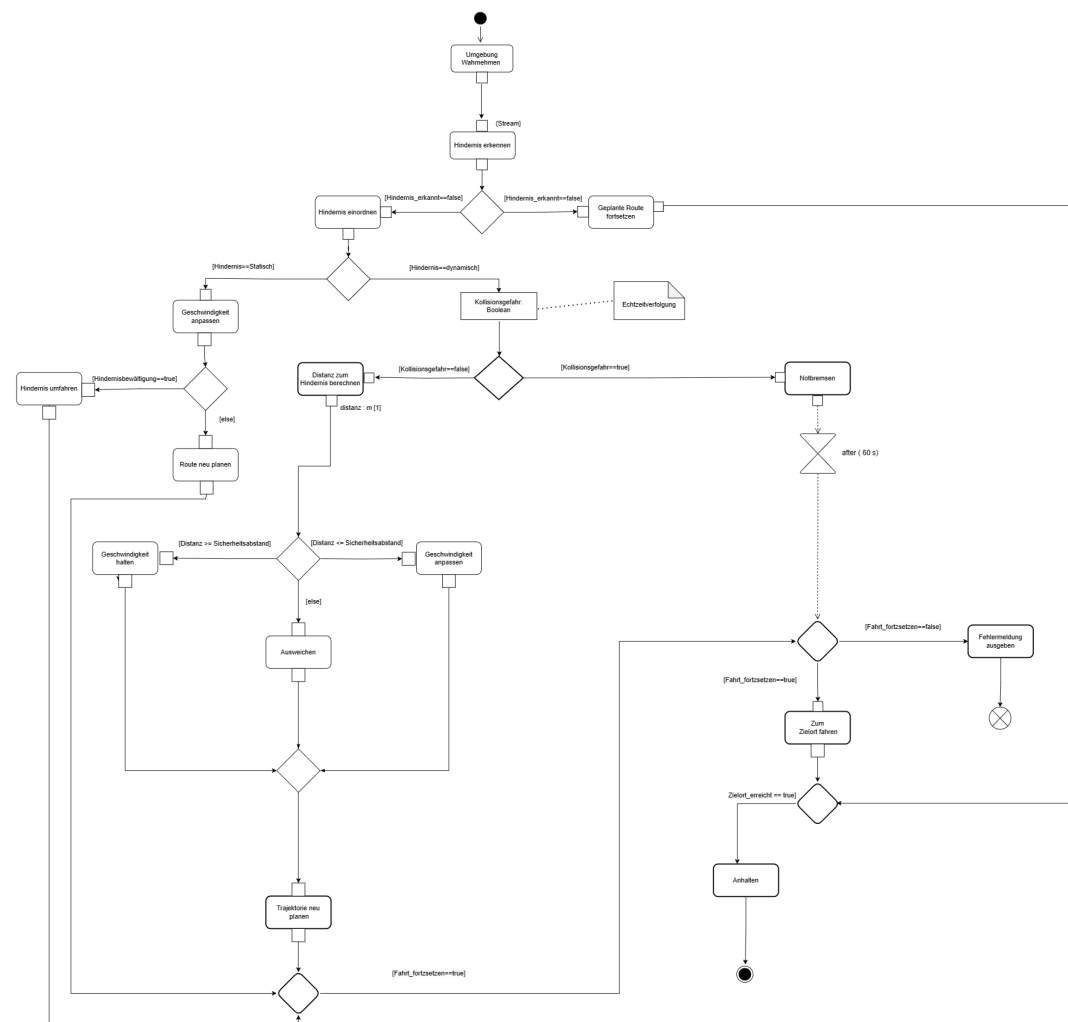 Umgebung
Wahrnehmen
{Stream}
Hindernis erkennen
[Hindernis_erkannt==false]
[Hindernis_erkannt==false]
Hindernis einordnen
Geplante Route
fortsetzen
[Hindernis==Statisch]
[Hindernis==dynamisch]
Geschwindigkeit
anpassen
Kollisionsgefahr:
Boolean
Echtzeitverfolgung
[Hindernisbewältigung==true]
[Kollisionsgefahr==false]
[Kollisionsgefahr==true]
Hindernis umfahren
Distanz zum
Hindernis berechnen
Notbremsen
distanz : m [1]
[else]
Route neu planen
after ( 60 s)
[Distanz >= Sicherheitsabstand]
[Distanz <= Sicherheitsabstand]
Geschwindigkeit
halten
Geschwindigkeit
anpassen
[else]
Ausweichen
[Fahrt_fortzsetzen==false]
Fehlermeldung
ausgeben
[Fahrt_fortzsetzen==true]
Zum
Zielort fahren
Zielort_erreicht == true]
Anhalten
Trajektorie neu
planen
[Fahrt_fortzsetzen==true]